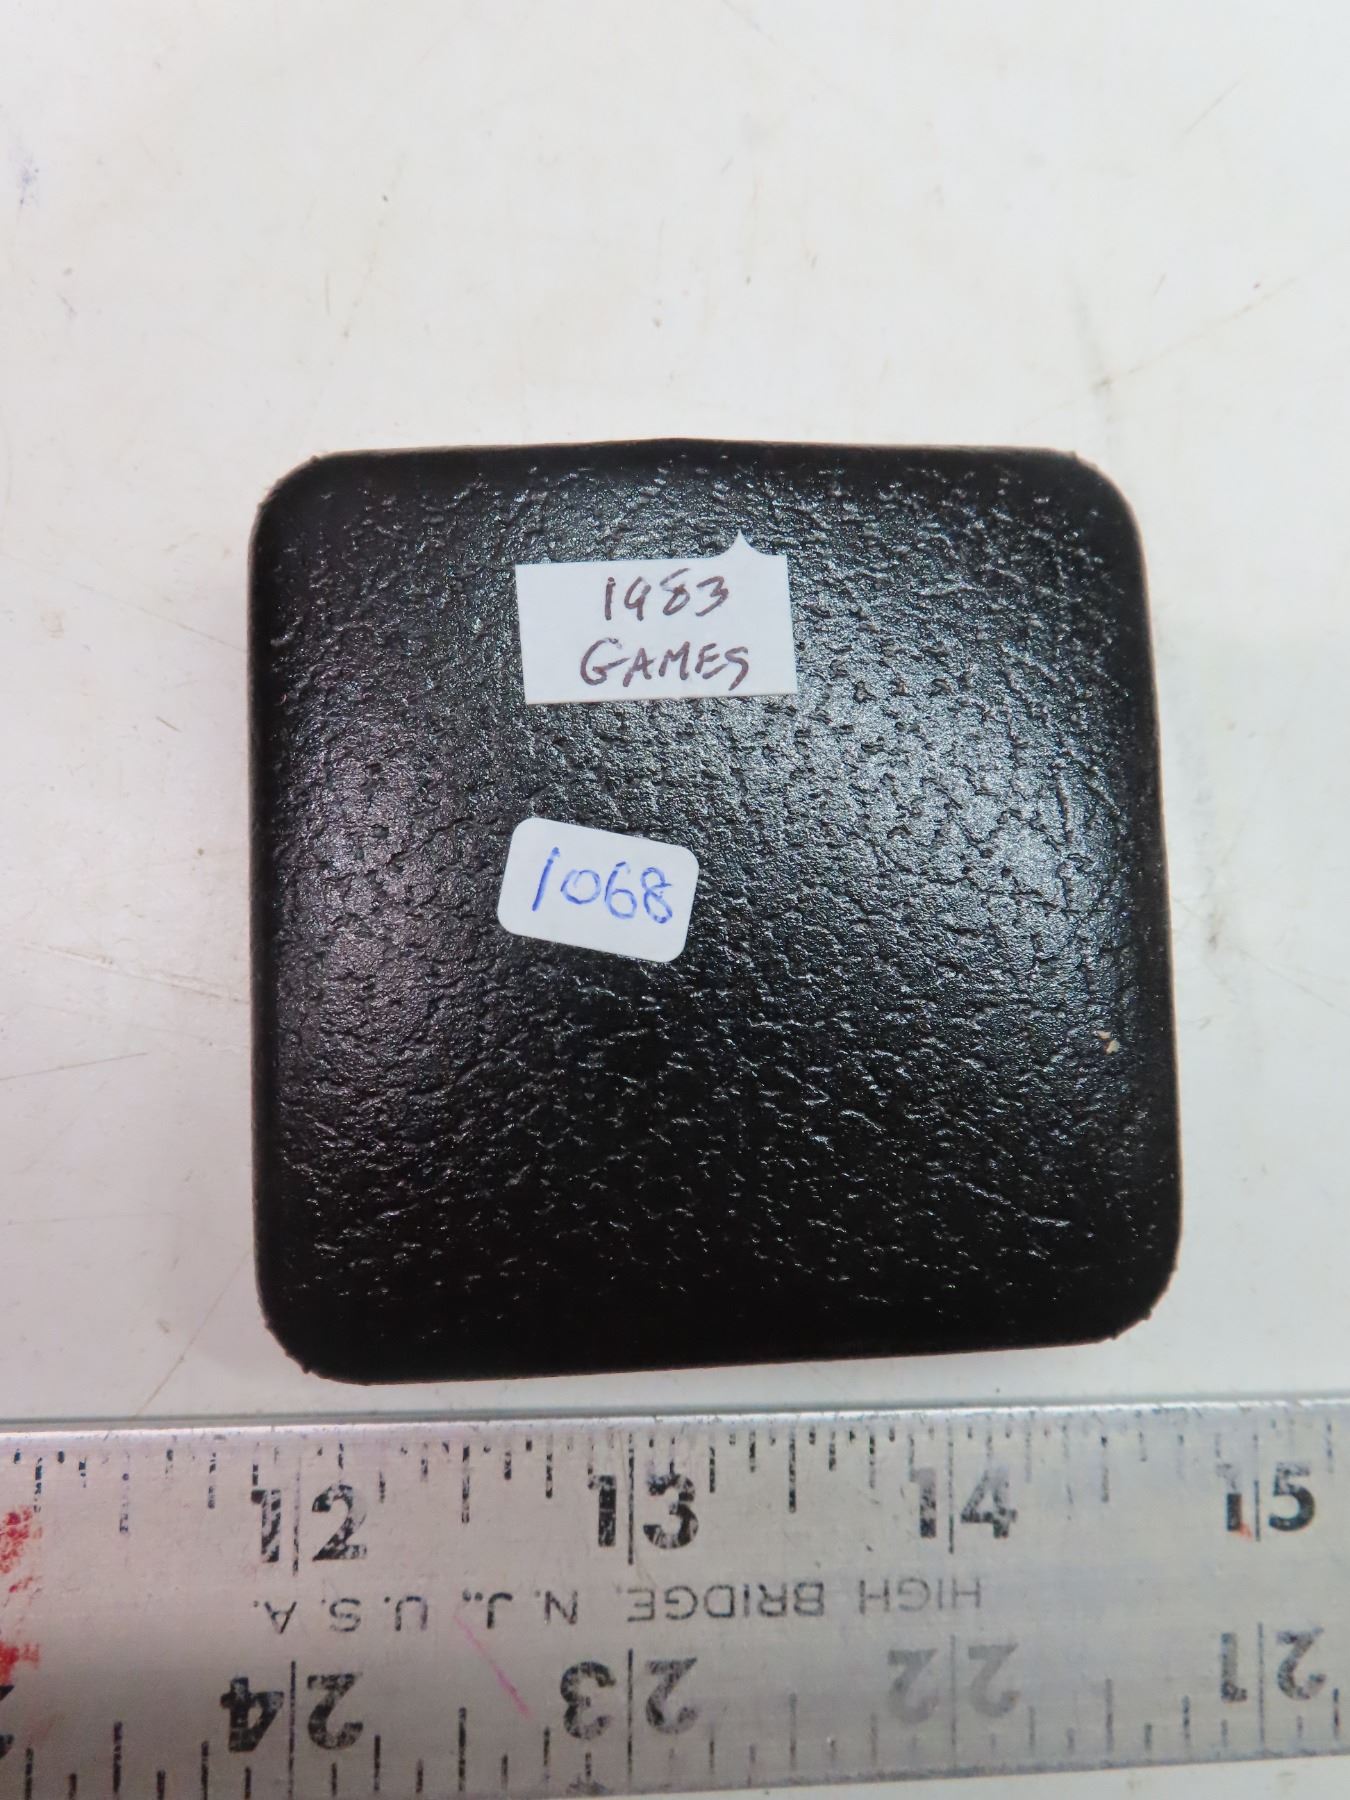 1983
GAMES
1068
12 13 14 15
HIGH BRIDGE, N.J., U.S.A.
24 23 22 21